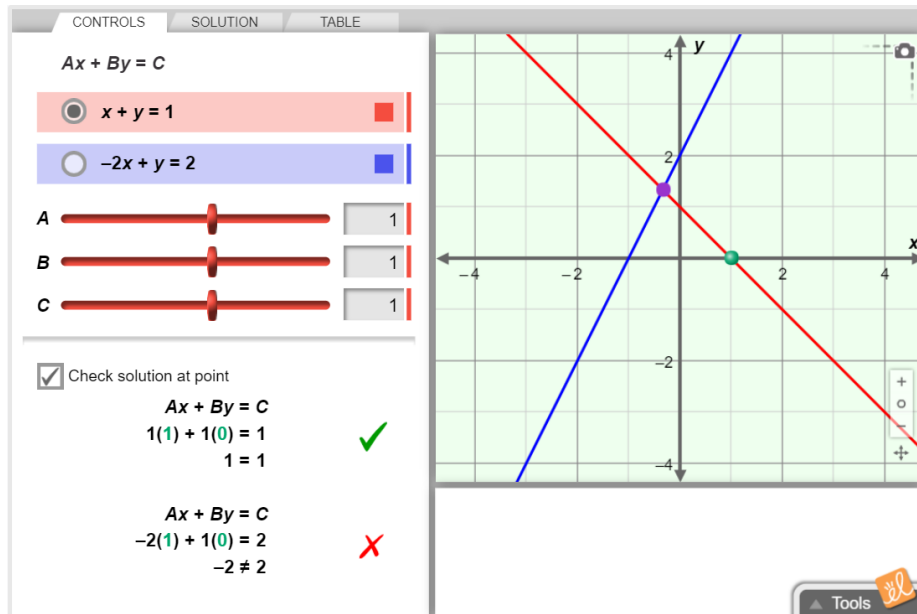 CONTROLS SOLUTION TABLE
Ax + By = C
x + y = 1
–2x + y = 2
A 1
B 1
C 1
Check solution at point
Ax + By = C
1(1) + 1(0) = 1
1 = 1
Ax + By = C
–2(1) + 1(0) = 2
–2 ≠ 2
y
4
2
x
–4 –2 2 4
–2
–4
+
–
Tools